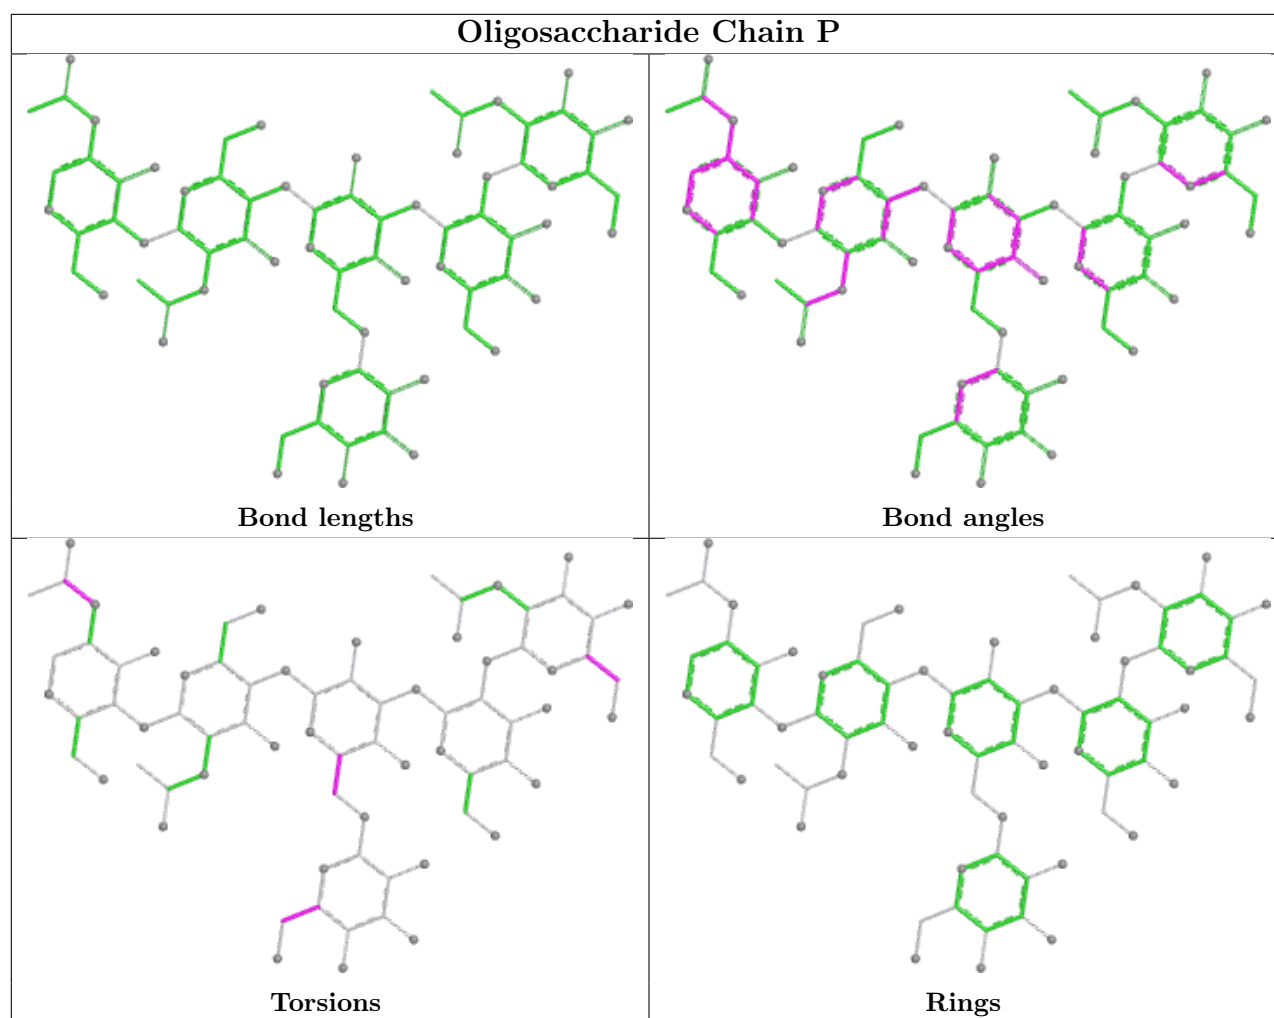 Oligosaccharide Chain P
Bond lengths
Bond angles
Torsions
Rings